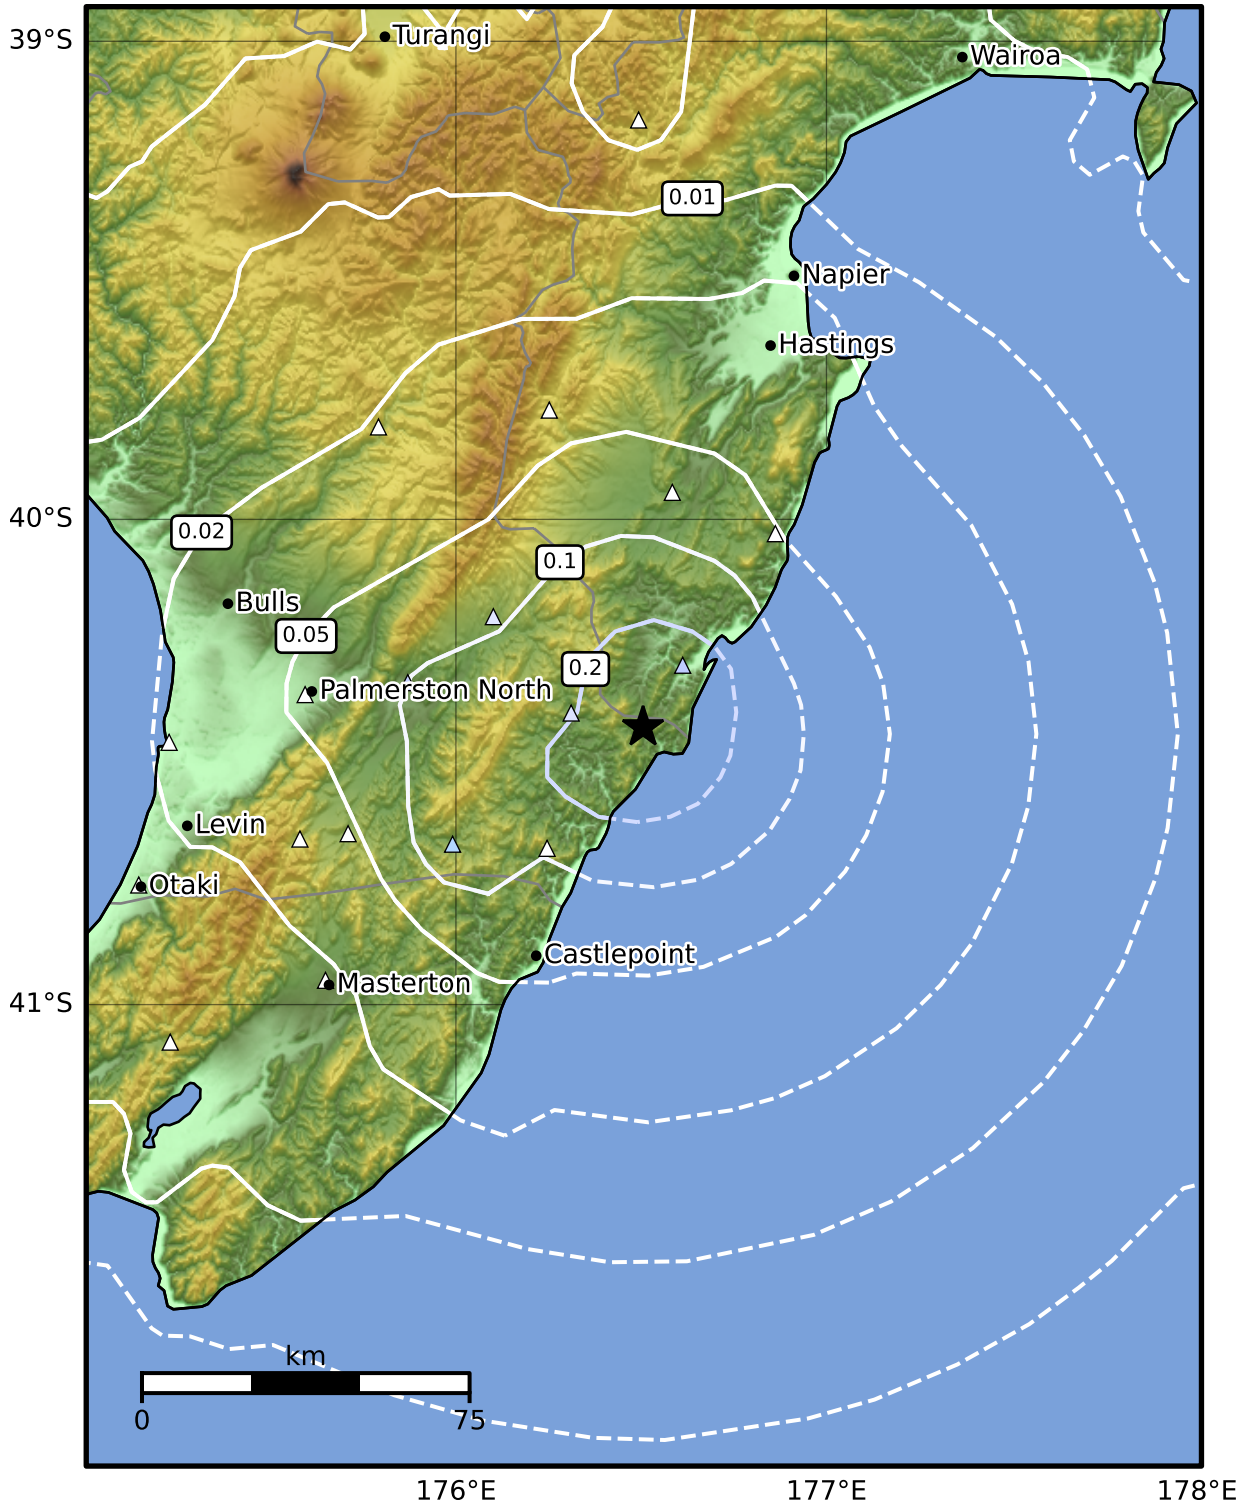 39°S
Turangi
Wairoa
0.01
Napier
Hastings
40°S
0.02
0.1
Bulls
0.05
0.2
Palmerston North
Levin
Otaki
Castlepoint
Masterton
41°S
km
0 75
176°E 177°E 178°E